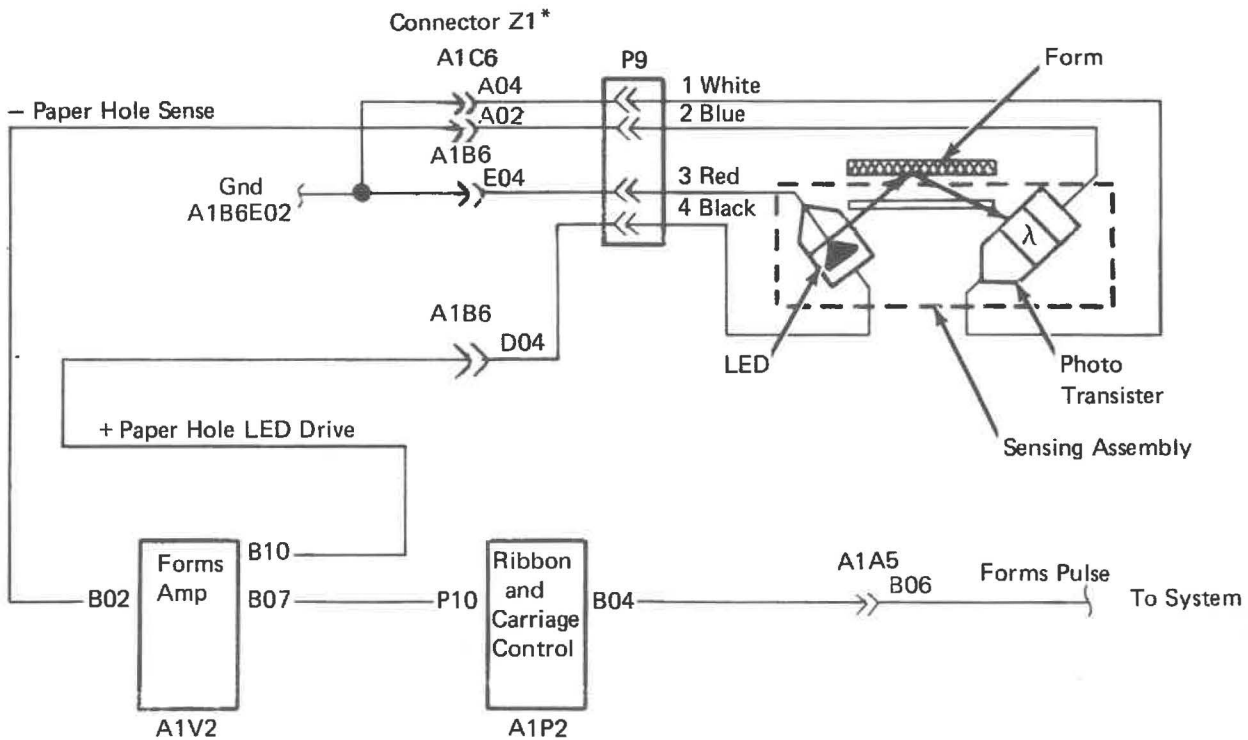 Connector Z1*
A1C6
P9
Form
A04
1 White
- Paper Hole Sense
A02
2 Blue
A1B6
Gnd
A1B6E02
E04
3 Red
4 Black
λ
A1B6
D04
LED
Photo
Transister
+ Paper Hole LED Drive
Sensing Assembly
B10
Forms
Amp
B02
B07
P10
Ribbon
and
Carriage
Control
B04
A1A5
B06
Forms Pulse
To System
A1V2
A1P2